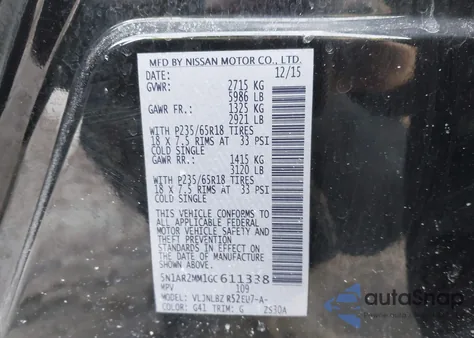 MFD BY NISSAN MOTOR CO., LTD.
DATE: 12/15
GVWR: 2715 KG
5986 LB
GAWR FR.: 1325 KG
2921 LB
WITH P235/65R18 TIRES
18 X 7.5 RIMS AT 33 PSI
COLD SINGLE
GAWR RR.: 1415 KG
3120 LB
WITH P235/65R18 TIRES
18 X 7.5 RIMS AT 33 PSI
COLD SINGLE
THIS VEHICLE CONFORMS TO
ALL APPLICABLE FEDERAL
MOTOR VEHICLE SAFETY AND
THEFT PREVENTION
STANDARDS IN EFFECT ON
THE DATE OF MANUFACTURE
SHOWN ABOVE.
5N1AR2MM1GC611338
MPV 109
MODEL: VLJNLBZ R52EU7-A-
COLOR: G41 TRIM: G 2S30A
autoSnap